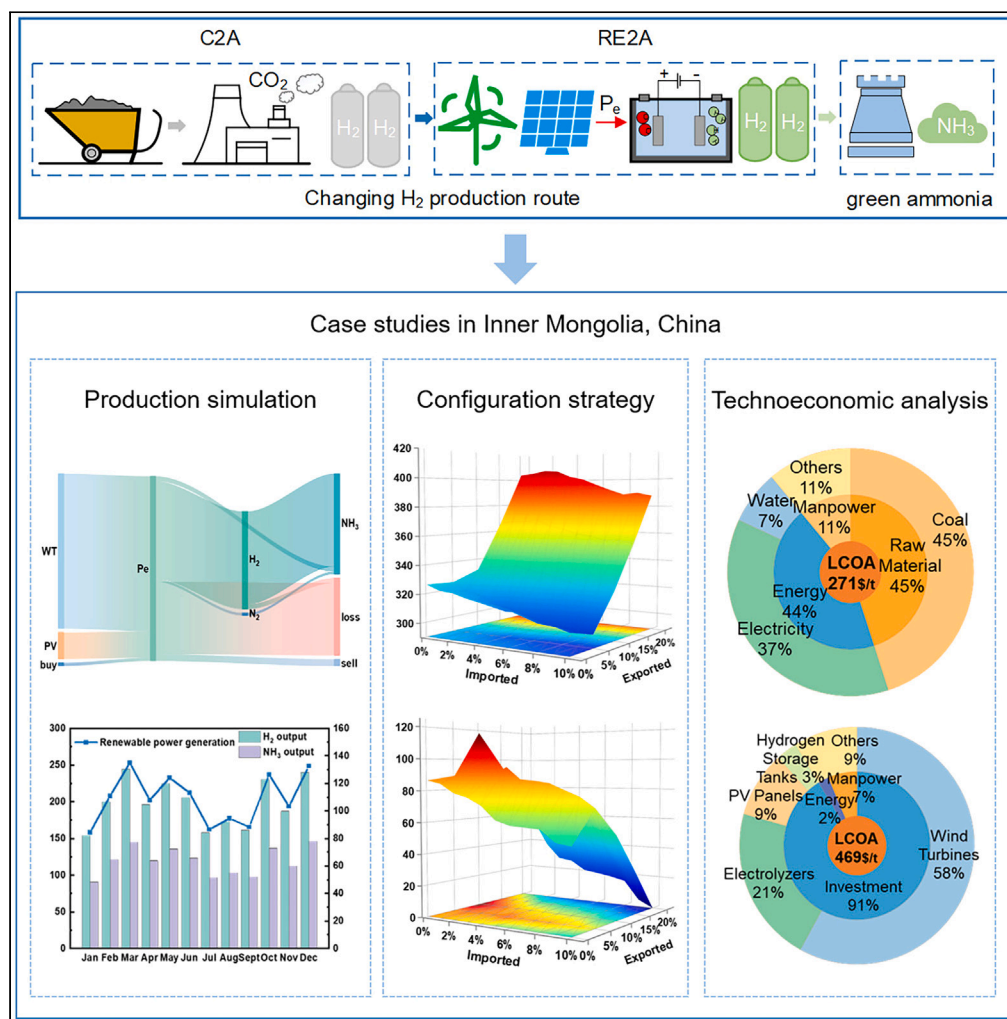 C2A
RE2A
CO2
H2
H2
+
-
Pe
H2
H2
NH3
Changing H2 production route
green ammonia
Case studies in Inner Mongolia, China
Production simulation
WT
PV
buy
Pe
H2
N2
NH3
loss
sell
300
250
200
150
100
50
0
160
140
120
100
80
60
40
20
0
Renewable power generation
H2 output
NH3 output
Jan Feb Mar Apr May Jun Jul Aug Sept Oct Nov Dec
Configuration strategy
420
400
380
360
340
320
300
0%
2%
4%
6%
8%
10%
Imported
0%
5%
10%
15%
20%
Exported
120
100
80
60
40
20
0
0%
2%
4%
6%
8%
10%
Imported
0%
5%
10%
15%
20%
Exported
Technoeconomic analysis
Others
11%
Water
7%
Manpower
11%
Coal
45%
Raw
Material
45%
LCOA
271$/t
Energy
44%
Electricity
37%
Hydrogen
Storage
Tanks 3%
Others
9%
Manpower
7%
PV Panels
9%
Energy
2%
LCOA
469$/t
Wind
Turbines
58%
Electrolyzers
21%
Investment
91%